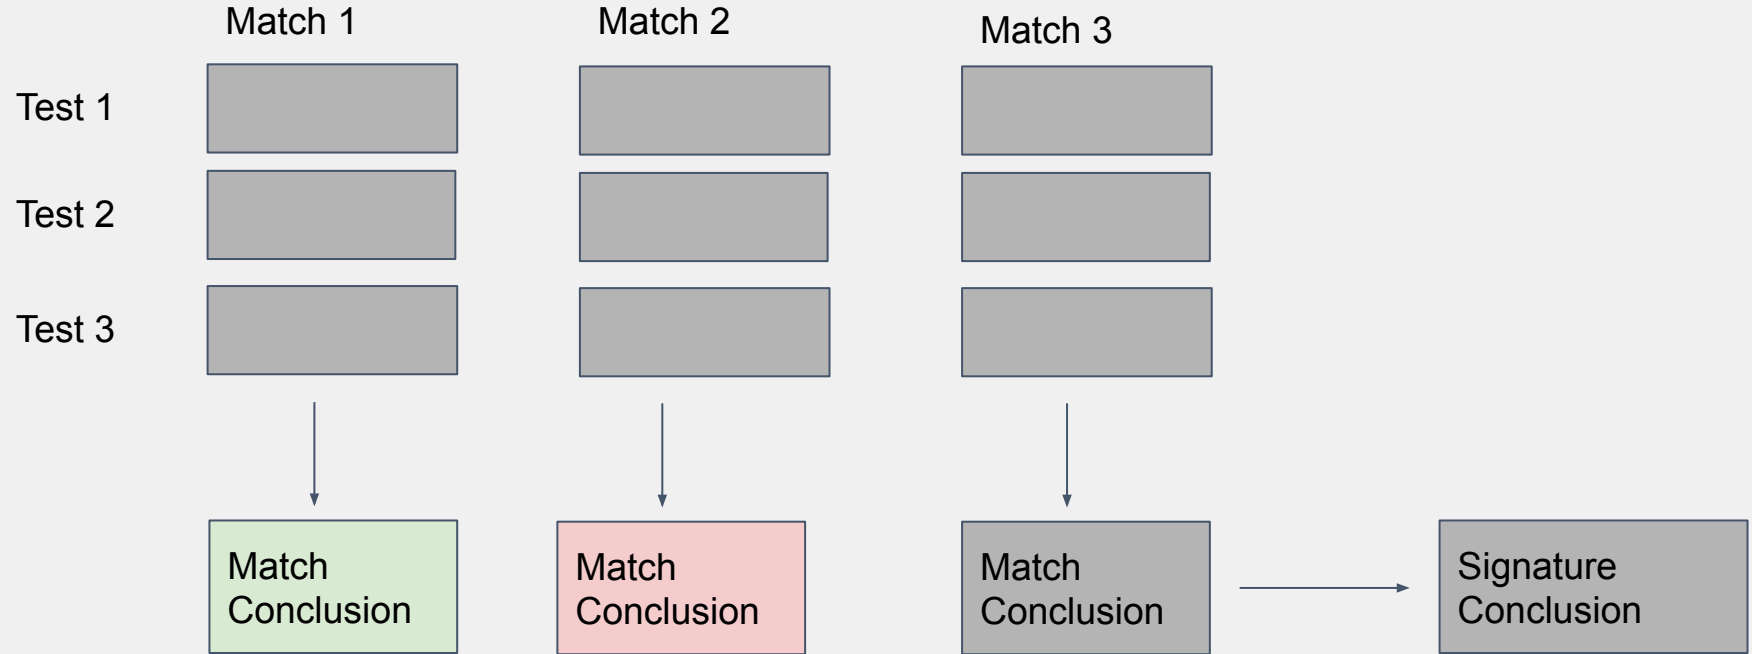 Match 1
Match 2
Match 3
Test 1
Test 2
Test 3
Match
Conclusion
Match
Conclusion
Match
Conclusion
Signature
Conclusion